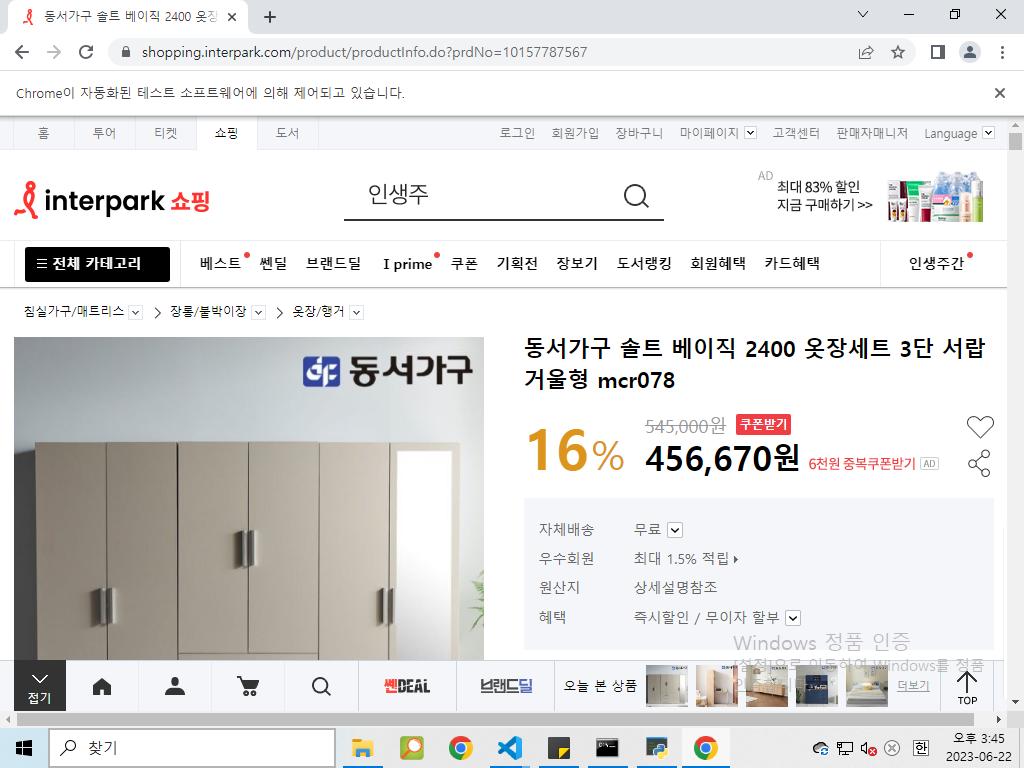 동서가구 솔트 베이직 2400 옷장
shopping.interpark.com/product/productInfo.do?prdNo=10157787567
Chrome이 자동화된 테스트 소프트웨어에 의해 제어되고 있습니다.
홈 투어 티켓 쇼핑 도서 로그인 회원가입 장바구니 마이페이지 고객센터 판매자매니저 Language
interpark 쇼핑 인생주
AD 최대 83% 할인
지금 구매하기 >>
전체 카테고리 베스트 쎈딜 브랜드딜 I prime 쿠폰 기획전 장보기 도서랭킹 회원혜택 카드혜택 인생주간
침실가구/매트리스 장롱/붙박이장 옷장/행거
동서가구
동서가구 솔트 베이직 2400 옷장세트 3단 서랍
거울형 mcr078
16% 545,000원 쿠폰받기
456,670원 6천원 중복쿠폰받기 AD
자체배송 무료
우수회원 최대 1.5% 적립
원산지 상세설명참조
혜택 즉시할인 / 무이자 할부
Windows 정품 인증
[설정]으로 이동하여 Windows를 정품
접기 쎈DEAL 브랜드딜 오늘 본 상품 더보기 TOP
찾기 한 오후 3:45
2023-06-22